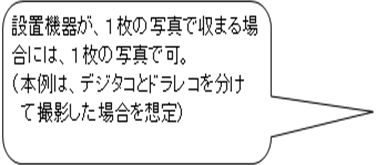 設置機器が、1枚の写真で収まる場
合には、1枚の写真で可。
(本例は、デジタコとドラレコを分け
て撮影した場合を想定)